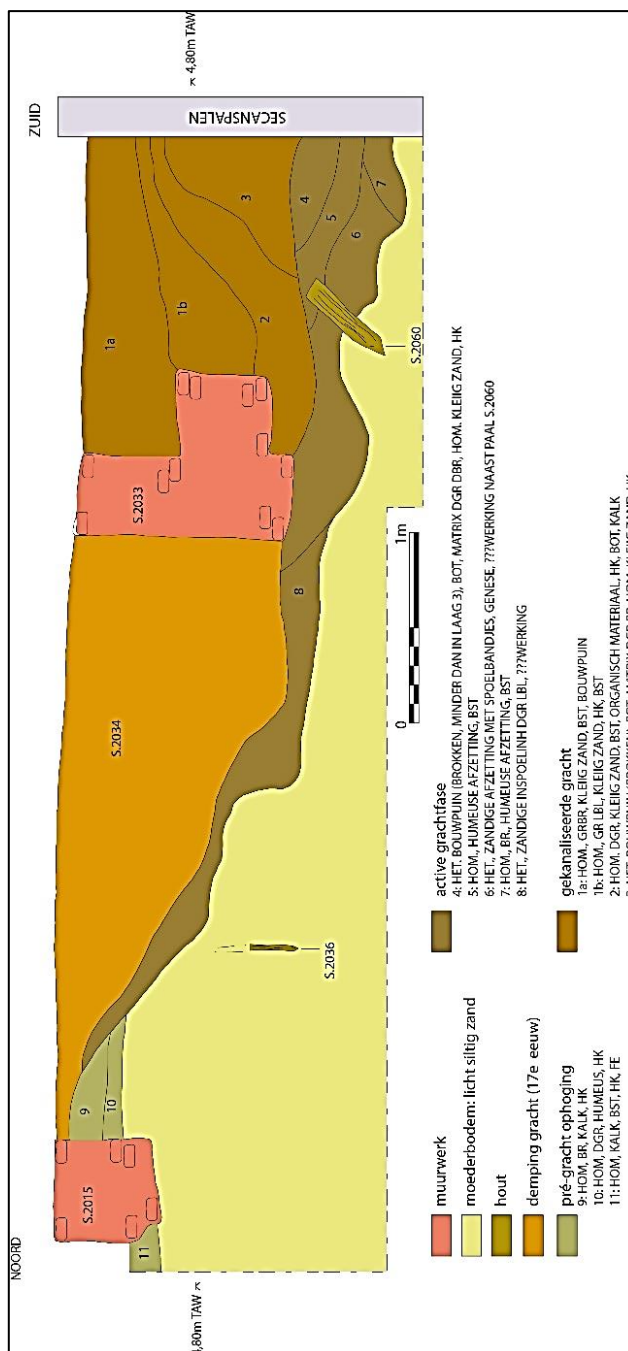 NOORD
ZUID
4,80m TAW
4,80m TAW
SECANSPALEN
1a
1b
2
3
4
5
6
7
8
9
10
11
S.2015
S.2034
S.2033
S.2036
S.2060
0
1m
muurwerk
moederbodem: licht siltig zand
hout
demping gracht (17e eeuw)
pré-gracht ophoging
9: HOM, BR, KALK, HK
10: HOM, DGR, HUMEUS, HK
11: HOM, KALK, BST, HK, FE
active grachtfase
4: HET. BOUWPUIN (BROKKEN, MINDER DAN IN LAAG 3), BOT, MATRIX DGR DBR, HOM. KLEIIG ZAND, HK
5: HOM., HUMEUSE AFZETTING, BST
6: HET., ZANDIGE AFZETTING MET SPOELBANDJES, GENESE, ???WERKING NAAST PAAL S.2060
7: HOM., BR., HUMEUSE AFZETTING, BST
8: HET., ZANDIGE INSPOELINH DGR LBL, ???WERKING
gekanaliseerde gracht
1a: HOM., GRBR, KLEIIG ZAND, BST, BOUWPUIN
1b: HOM., GR LBL, KLEIIG ZAND, HK, BST
2: HOM. DGR, KLEIIG ZAND, BST, ORGANISCH MATERIAAL, HK, BOT, KALK